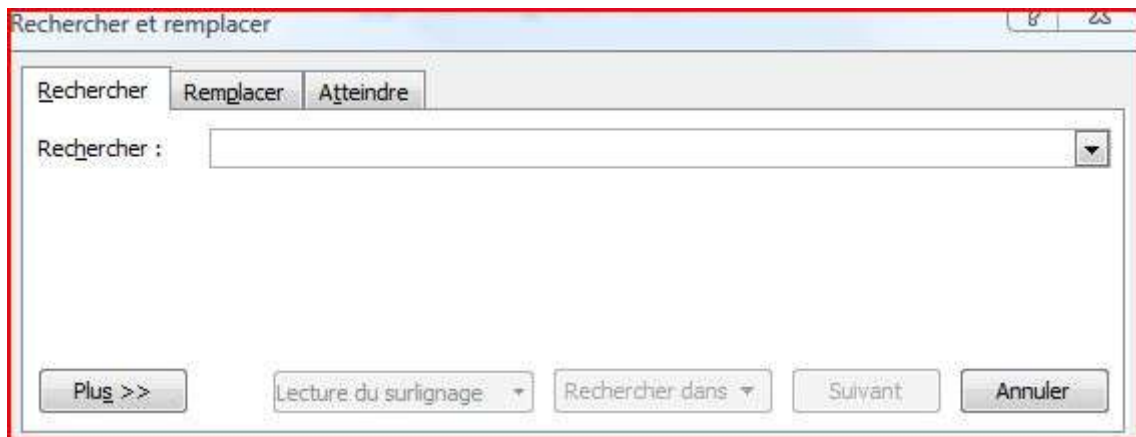 Rechercher et remplacer
Rechercher Remplacer Atteindre
Rechercher :
Plus >> Lecture du surlignage Rechercher dans Suivant Annuler